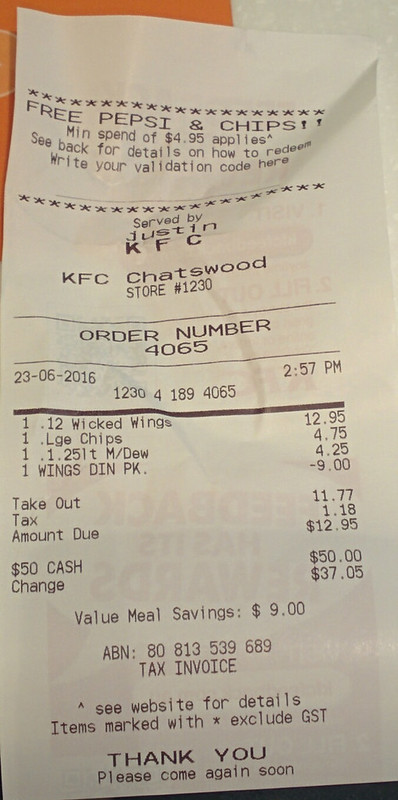 ********************
FREE PEPSI & CHIPS!!
Min spend of $4.95 applies^
See back for details on how to redeem
Write your validation code here
********************
Served by
justin
K F C
KFC Chatswood
STORE #1230
ORDER NUMBER
4065
23-06-2016 2:57 PM
1230 4 189 4065
1 .12 Wicked Wings 12.95
1 .Lge Chips 4.75
1 .1.25lt M/Dew 4.25
1 WINGS DIN PK. -9.00
Take Out 11.77
Tax 1.18
Amount Due $12.95
$50 CASH $50.00
Change $37.05
Value Meal Savings: $ 9.00
ABN: 80 813 539 689
TAX INVOICE
^ see website for details
Items marked with * exclude GST
THANK YOU
Please come again soon